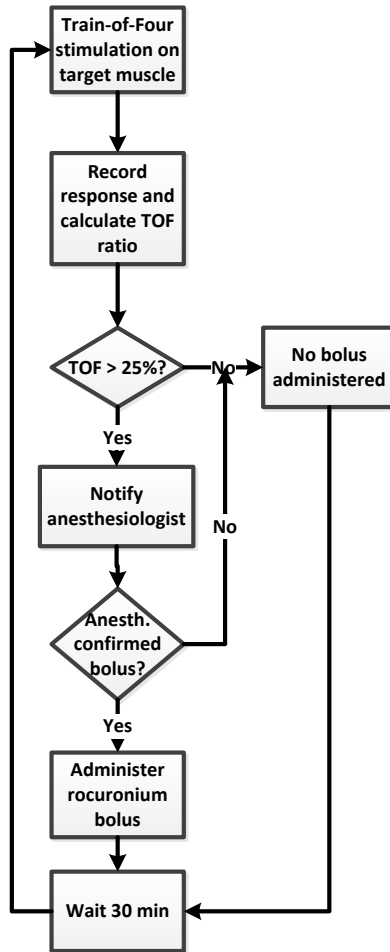 Train-of-Four
stimulation on
target muscle
Record
response and
calculate TOF
ratio
TOF > 25%?
No
No bolus
administered
Yes
Notify
anesthesiologist
No
Anesth.
confirmed
bolus?
Yes
Administer
rocuronium
bolus
Wait 30 min